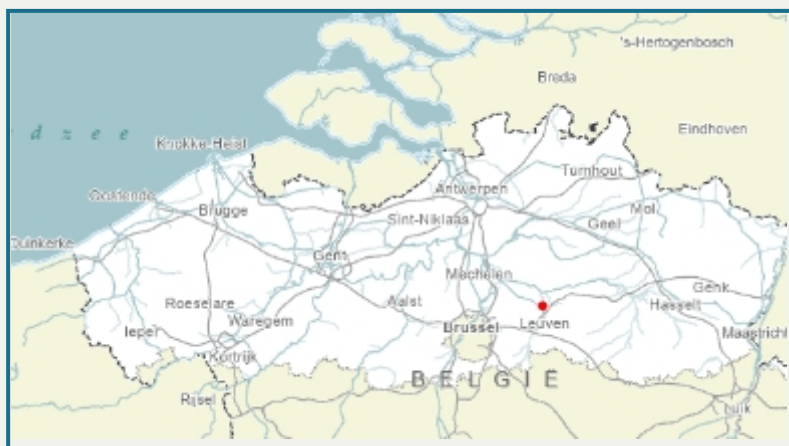 's-Hertogenbosch
Breda
Eindhoven
d z e e
Knokke-Heist
Turnhout
Antwerpen
Oostende
Mol
Brugge
Sint-Niklaas
Geel
Duinkerke
Gent
Mechelen
Genk
Roeselare
Aalst
Hasselt
Waregem
Brussel
Leuven
Ieper
Maastricht
Kortrijk
BELGIË
Rijsel
Luik